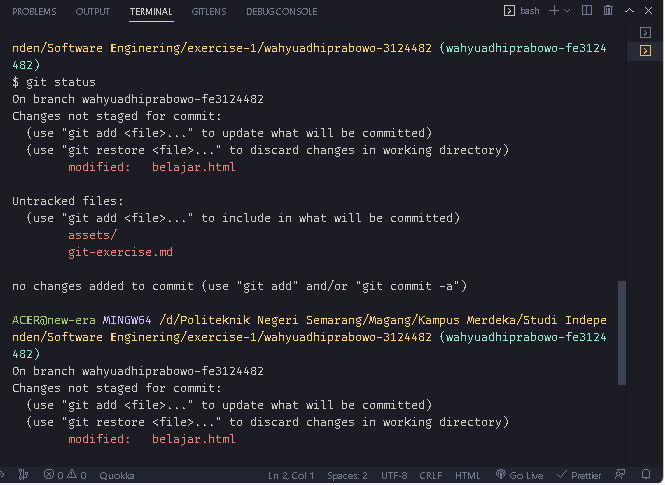 PROBLEMS OUTPUT TERMINAL GITLENS DEBUG CONSOLE bash
nden/Software Enginering/exercise-1/wahyuadhiprabowo-3124482 (wahyuadhiprabowo-fe3124
482)
$ git status
On branch wahyuadhiprabowo-fe3124482
Changes not staged for commit:
(use "git add <file>..." to update what will be committed)
(use "git restore <file>..." to discard changes in working directory)
modified: belajar.html
Untracked files:
(use "git add <file>..." to include in what will be committed)
assets/
git-exercise.md
no changes added to commit (use "git add" and/or "git commit -a")
ACER@new-era MINGW64 /d/Politeknik Negeri Semarang/Magang/Kampus Merdeka/Studi Indepe
nden/Software Enginering/exercise-1/wahyuadhiprabowo-3124482 (wahyuadhiprabowo-fe3124
482)
On branch wahyuadhiprabowo-fe3124482
Changes not staged for commit:
(use "git add <file>..." to update what will be committed)
(use "git restore <file>..." to discard changes in working directory)
modified: belajar.html
0 0 Quokka Ln 2, Col 1 Spaces: 2 UTF-8 CRLF HTML Go Live Prettier